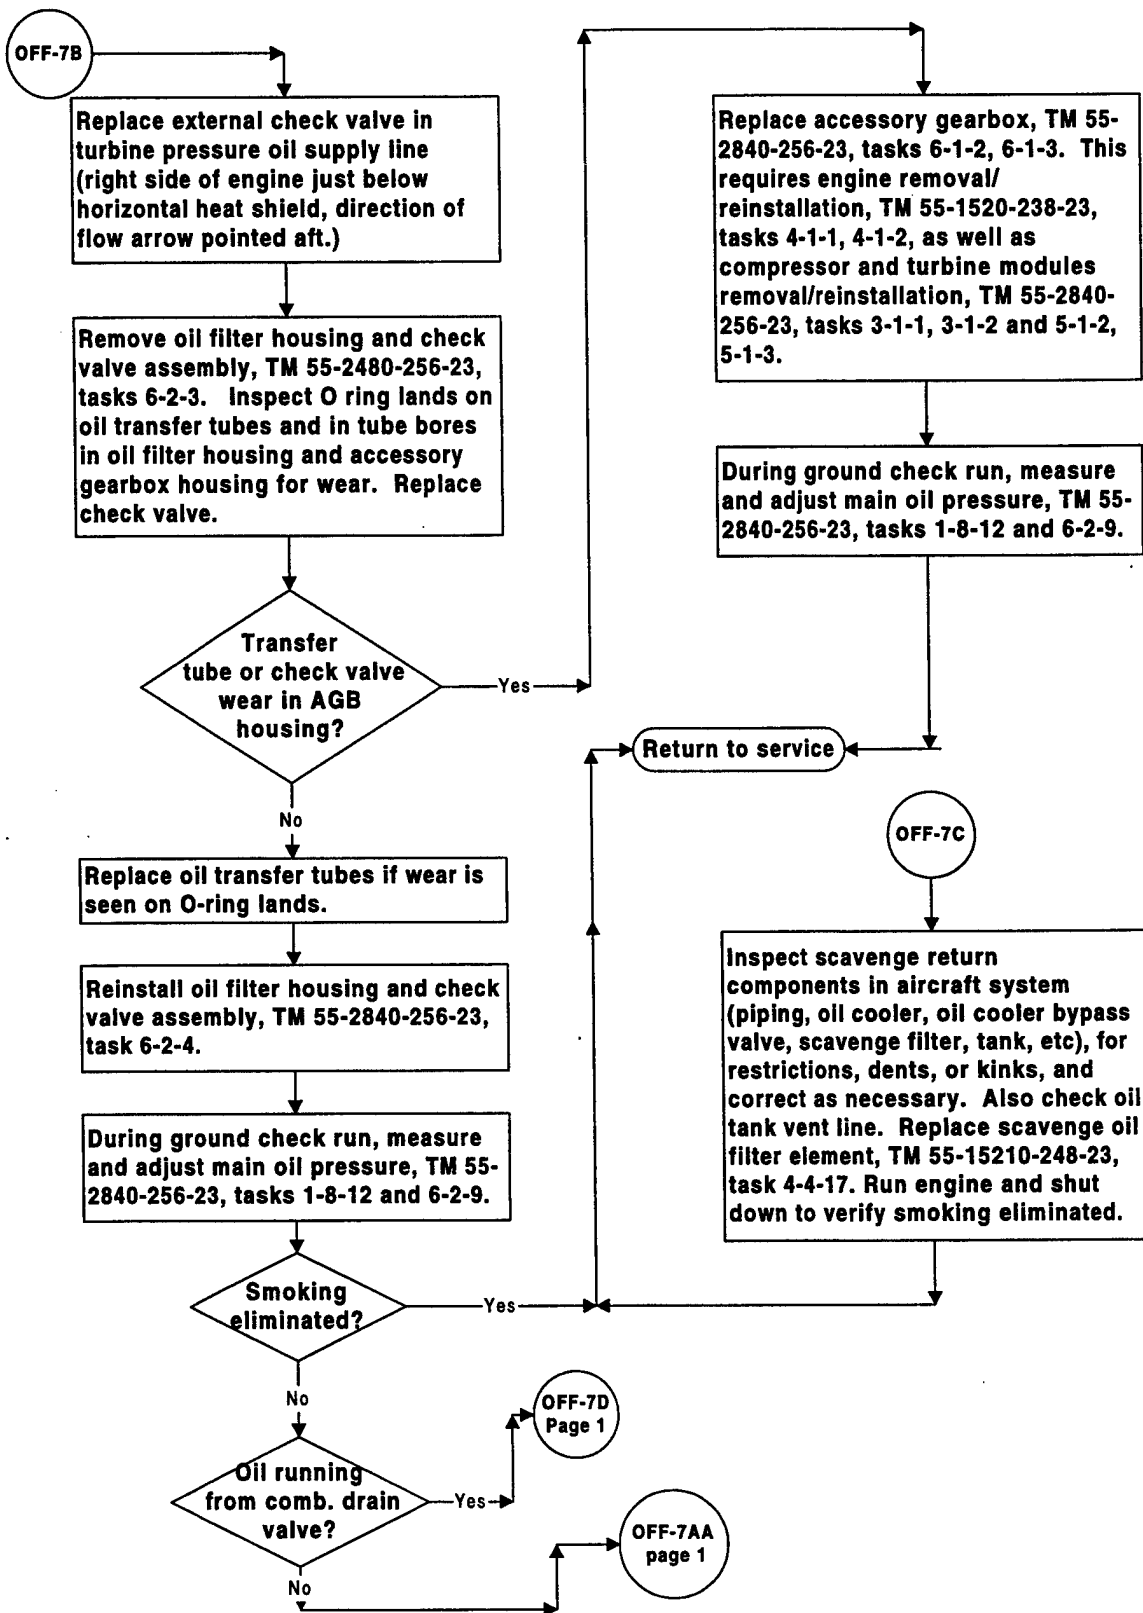 OFF-7B
Replace external check valve in
turbine pressure oil supply line
(right side of engine just below
horizontal heat shield, direction of
flow arrow pointed aft.)
Remove oil filter housing and check
valve assembly, TM 55-2480-256-23,
tasks 6-2-3. Inspect O ring lands on
oil transfer tubes and in tube bores
in oil filter housing and accessory
gearbox housing for wear. Replace
check valve.
Transfer
tube or check valve
wear in AGB
housing?
Yes
No
Replace oil transfer tubes if wear is
seen on O-ring lands.
Reinstall oil filter housing and check
valve assembly, TM 55-2840-256-23,
task 6-2-4.
During ground check run, measure
and adjust main oil pressure, TM 55-
2840-256-23, tasks 1-8-12 and 6-2-9.
Smoking
eliminated?
Yes
No
Oil running
from comb. drain
valve?
Yes
No
OFF-7D
Page 1
OFF-7AA
page 1
Replace accessory gearbox, TM 55-
2840-256-23, tasks 6-1-2, 6-1-3. This
requires engine removal/
reinstallation, TM 55-1520-238-23,
tasks 4-1-1, 4-1-2, as well as
compressor and turbine modules
removal/reinstallation, TM 55-2840-
256-23, tasks 3-1-1, 3-1-2 and 5-1-2,
5-1-3.
During ground check run, measure
and adjust main oil pressure, TM 55-
2840-256-23, tasks 1-8-12 and 6-2-9.
Return to service
OFF-7C
Inspect scavenge return
components in aircraft system
(piping, oil cooler, oil cooler bypass
valve, scavenge filter, tank, etc), for
restrictions, dents, or kinks, and
correct as necessary. Also check oil
tank vent line. Replace scavenge oil
filter element, TM 55-15210-248-23,
task 4-4-17. Run engine and shut
down to verify smoking eliminated.